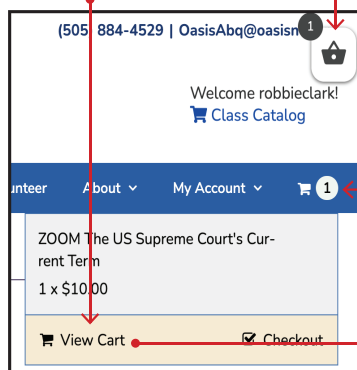 (505) 884-4529 | OasisAbq@oasisn
1
Welcome robbieclark!
Class Catalog
unteer About My Account 1
ZOOM The US Supreme Court's Cur-
rent Term
1 x $10.00
View Cart Checkout